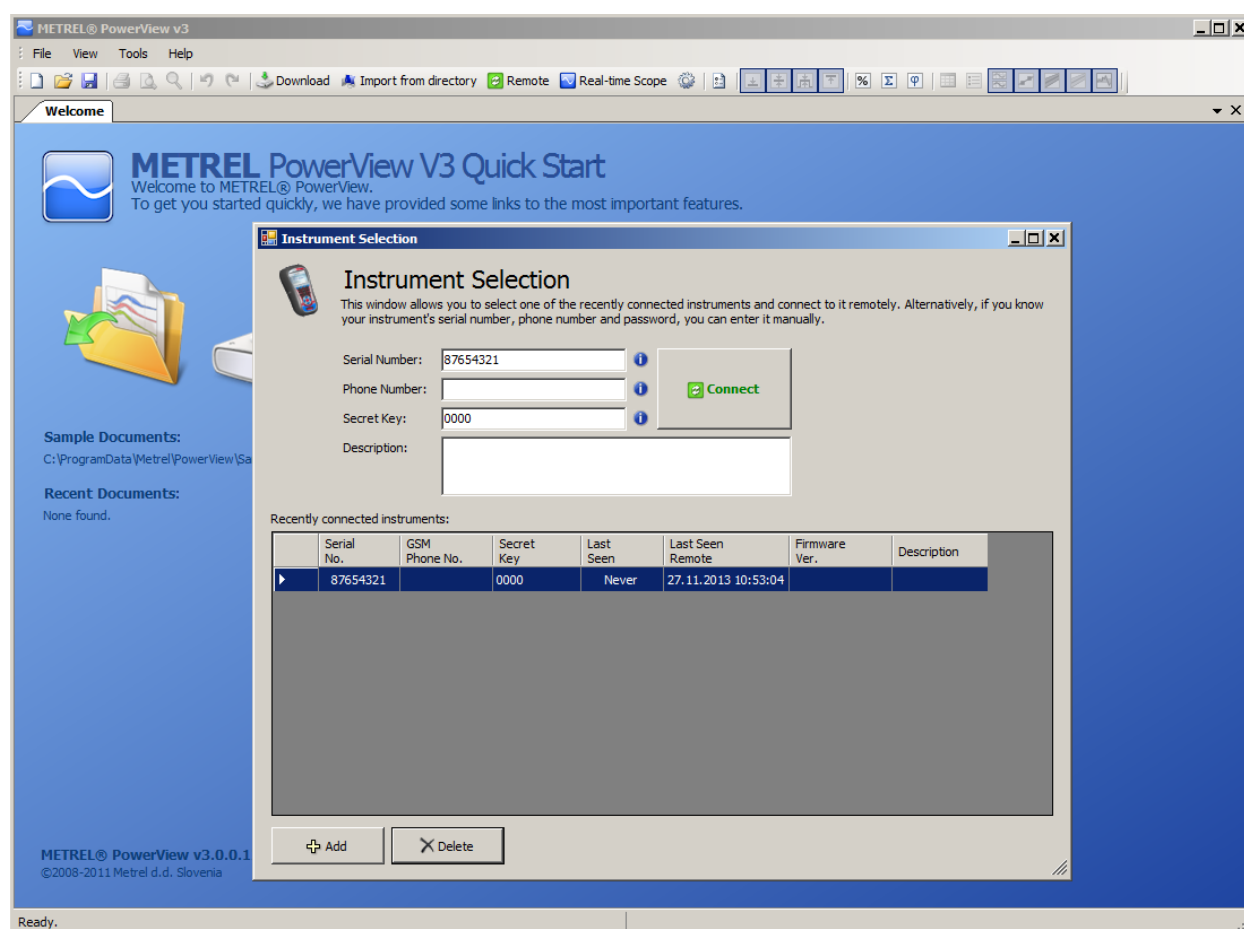 METREL® PowerView v3
File View Tools Help
Download Import from directory Remote Real-time Scope % Σ φ
Welcome
METREL PowerView V3 Quick Start
Welcome to METREL® PowerView.
To get you started quickly, we have provided some links to the most important features.
Instrument Selection
Instrument Selection
This window allows you to select one of the recently connected instruments and connect to it remotely. Alternatively, if you know
your instrument's serial number, phone number and password, you can enter it manually.
Serial Number: 87654321
Phone Number:
Connect
Secret Key: 0000
Description:
Sample Documents:
C:\ProgramData\Metrel\PowerView\Sa
Recent Documents:
None found.
Recently connected instruments:
Serial No. GSM Phone No. Secret Key Last Seen Last Seen Remote Firmware Ver. Description
87654321 0000 Never 27.11.2013 10:53:04
Add Delete
METREL® PowerView v3.0.0.1
©2008-2011 Metrel d.d. Slovenia
Ready.